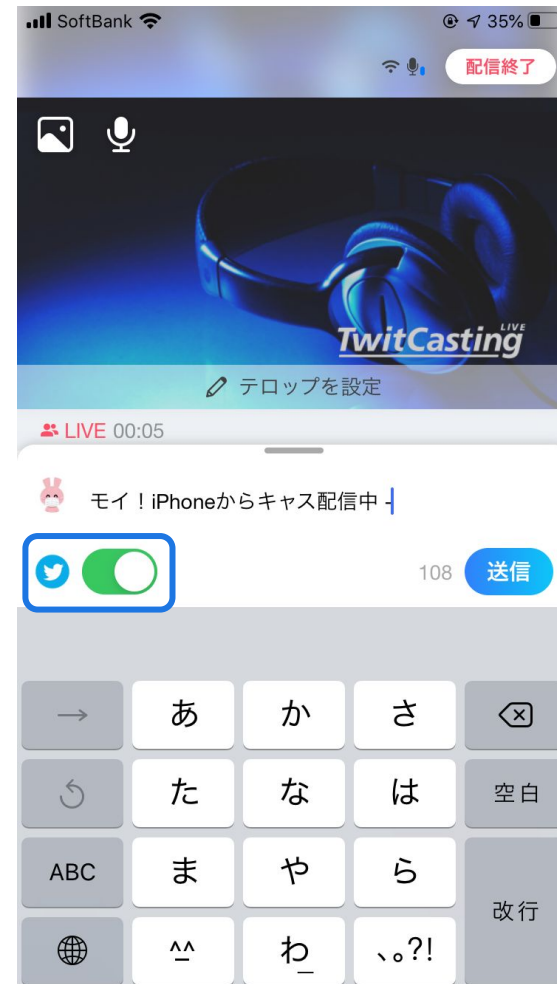 SoftBank 35%
配信終了
TwitCasting LIVE
テロップを設定
LIVE 00:05
モイ！iPhoneからキャス配信中 -
108 送信
→ あ か さ
た な は 空白
ABC ま や ら
改行
^^ わ_ 、。?!